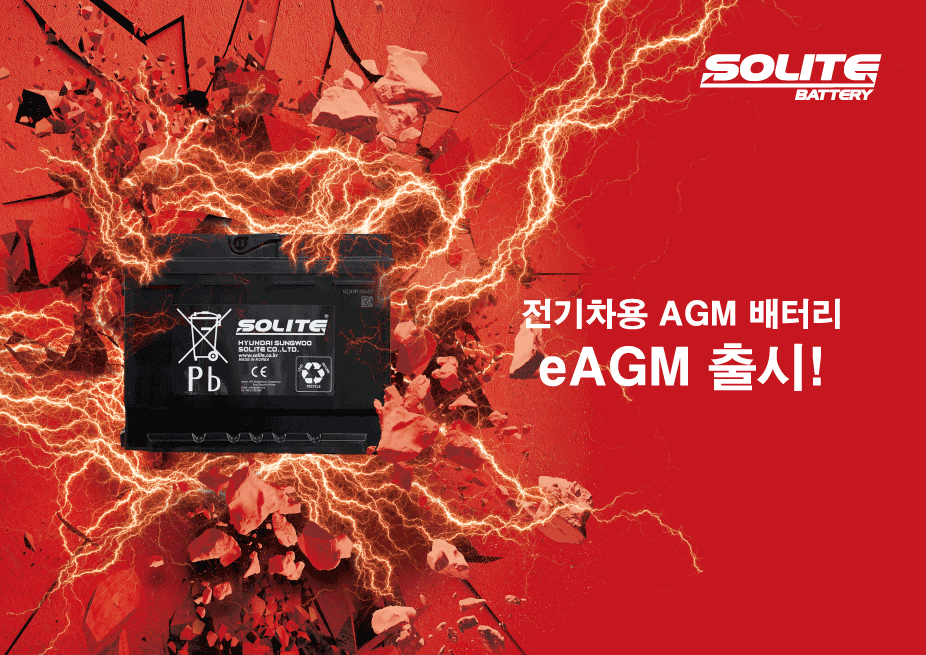 SOLITE
BATTERY
전기차용 AGM 배터리
eAGM 출시!
SOLITE
HYUNDAI SUNGWOO
SOLITE CO., LTD.
www.solite.co.kr
MADE IN KOREA
CE
Pb
RECYCLE